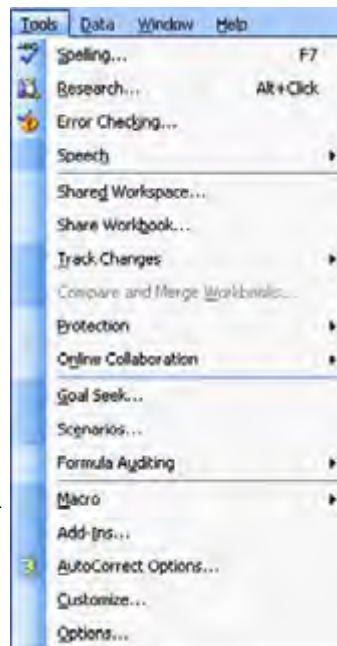 Tools Data Window Help
Spelling... F7
Research... Alt+Click
Error Checking...
Speech
Shared Workspace...
Share Workbook...
Track Changes
Compare and Merge Workbooks...
Protection
Online Collaboration
Goal Seek...
Scenarios...
Formula Auditing
Macro
Add-Ins...
AutoCorrect Options...
Customize...
Options...